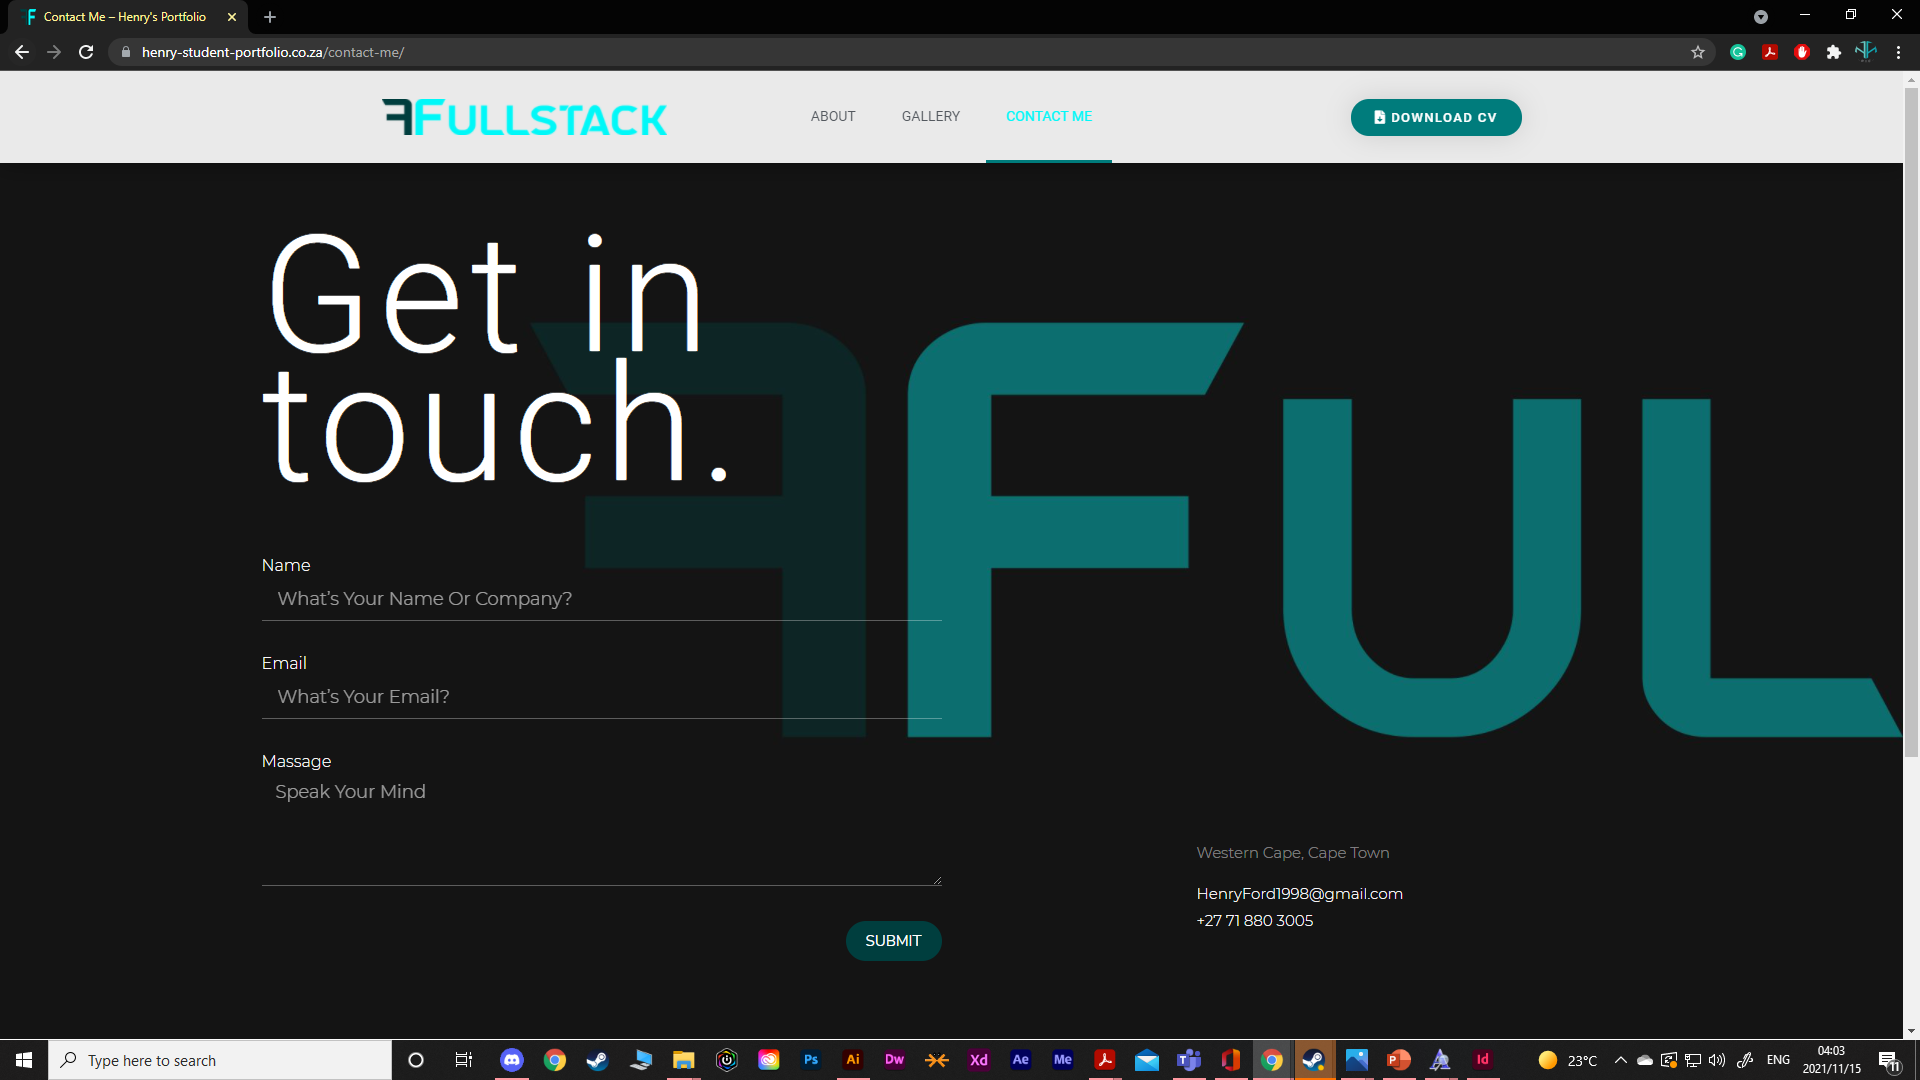 Contact Me – Henry's Portfolio
henry-student-portfolio.co.za/contact-me/
FFULLSTACK
ABOUT
GALLERY
CONTACT ME
DOWNLOAD CV
Get in
touch.
FFUL
Name
What's Your Name Or Company?
Email
What's Your Email?
Massage
Speak Your Mind
SUBMIT
Western Cape, Cape Town
HenryFord1998@gmail.com
+27 71 880 3005
Type here to search
Ps
Ai
Dw
Xd
Ae
Me
Id
23°C
ENG
04:03
2021/11/15
11